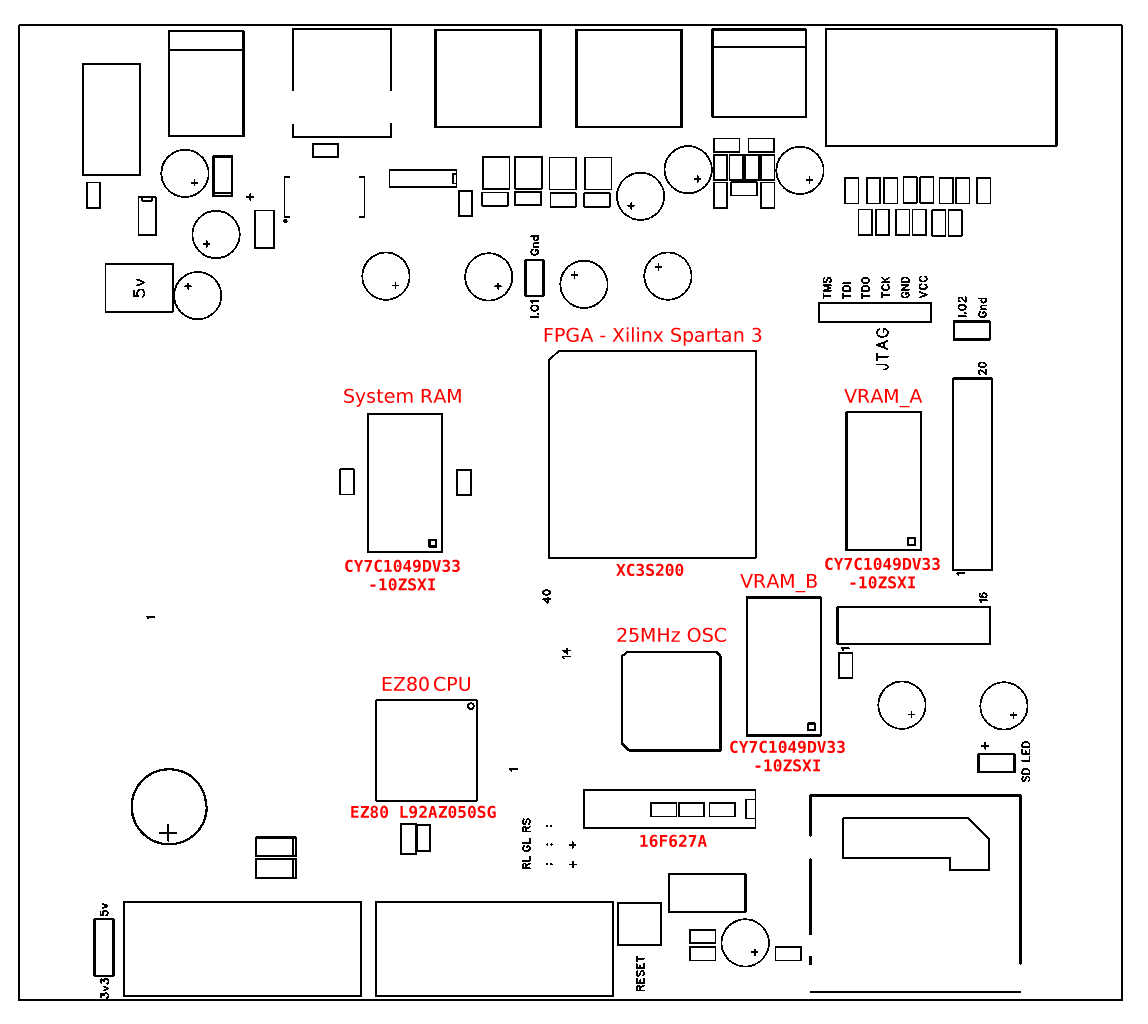 5v
Gnd
I.O1
TMS
TDI
TDO
TCK
GND
VCC
JTAG
I.O2
Gnd
FPGA - Xilinx Spartan 3
20
System RAM
VRAM_A
CY7C1049DV33
-10ZSXI
XC3S200
CY7C1049DV33
-10ZSXI
1
VRAM_B
40
16
1
25MHz OSC
14
1
EZ80 CPU
CY7C1049DV33
-10ZSXI
+
SD LED
1
EZ80 L92AZ050SG
16F627A
RL GL RS
5v
3v3
RESET